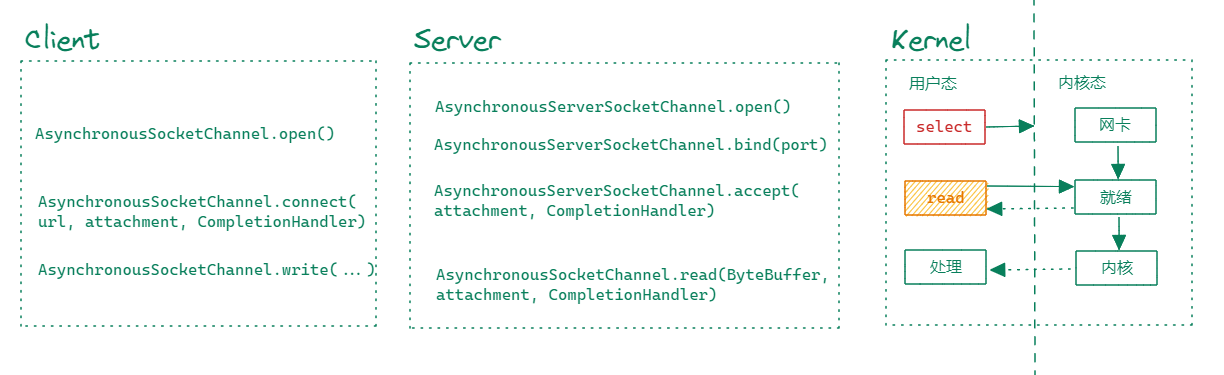 Client
AsynchronousSocketChannel.open()
AsynchronousSocketChannel.connect(
url, attachment, CompletionHandler)
AsynchronousSocketChannel.write(...)
Server
AsynchronousServerSocketChannel.open()
AsynchronousServerSocketChannel.bind(port)
AsynchronousServerSocketChannel.accept(
attachment, CompletionHandler)
AsynchronousSocketChannel.read(ByteBuffer,
attachment, CompletionHandler)
Kernel
用户态
内核态
select
网卡
read
就绪
处理
内核